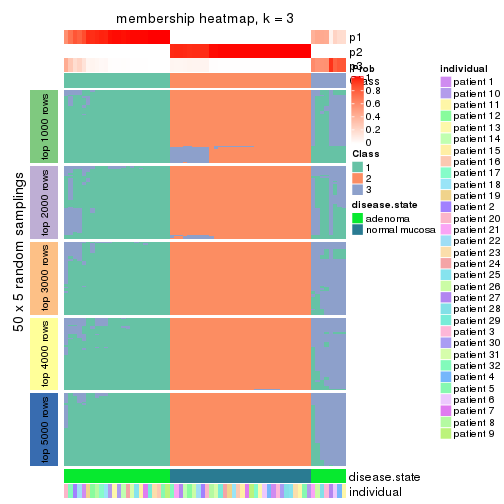 membership heatmap, k = 3
p1
p2
p3
Class
50 x 5 random samplings
top 1000 rows
top 2000 rows
top 3000 rows
top 4000 rows
top 5000 rows
disease.state
individual
Prob
1
0.8
0.6
0.4
0.2
0
Class
1
2
3
disease.state
adenoma
normal mucosa
individual
patient 1
patient 10
patient 11
patient 12
patient 13
patient 14
patient 15
patient 16
patient 17
patient 18
patient 19
patient 2
patient 20
patient 21
patient 22
patient 23
patient 24
patient 25
patient 26
patient 27
patient 28
patient 29
patient 3
patient 30
patient 31
patient 32
patient 4
patient 5
patient 6
patient 7
patient 8
patient 9